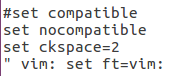 #set compatible
set nocompatible
set ckspace=2
" vim: set ft=vim: